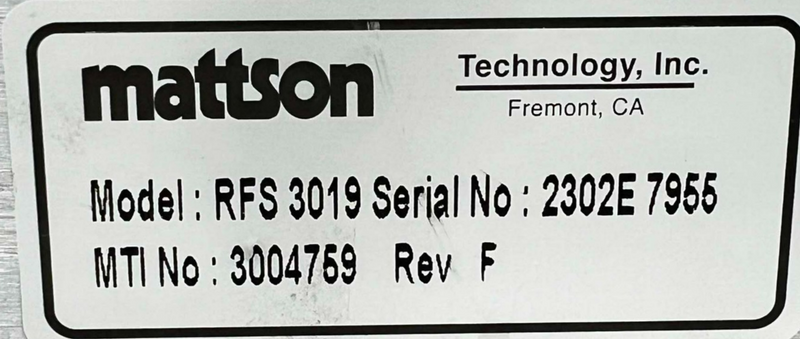 mattson Technology, Inc.
Fremont, CA
Model : RFS 3019 Serial No : 2302E 7955
MTI No : 3004759 Rev F